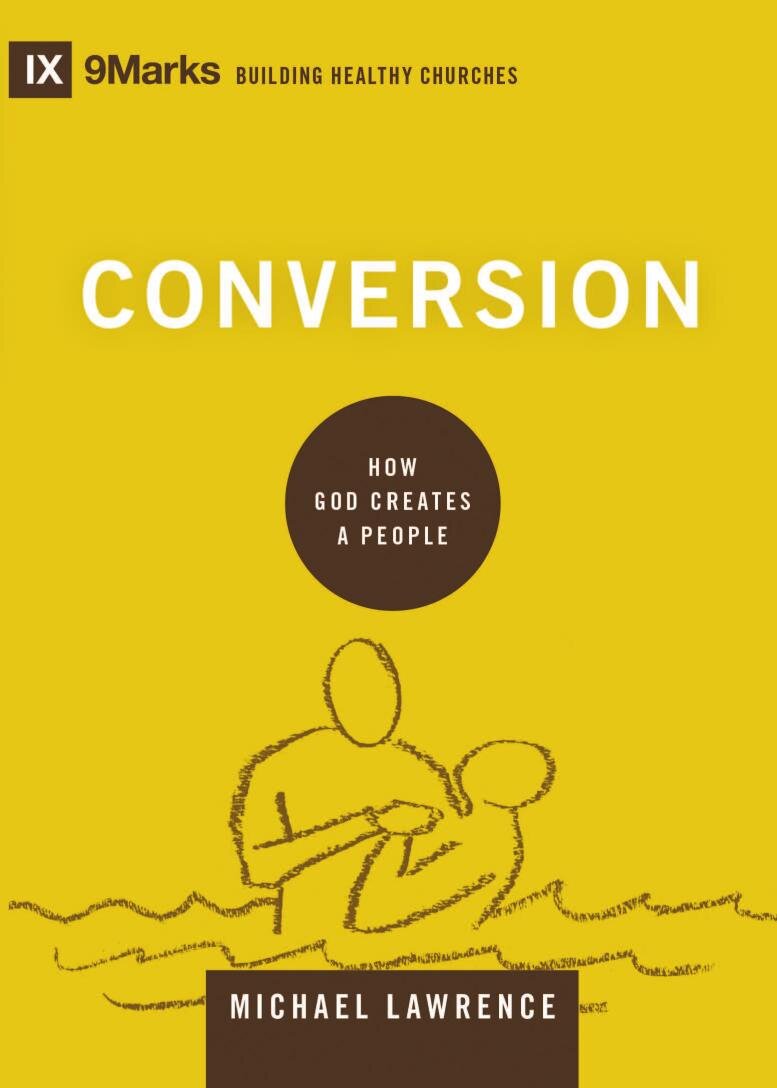 IX 9Marks BUILDING HEALTHY CHURCHES
CONVERSION
HOW
GOD CREATES
A PEOPLE
MICHAEL LAWRENCE